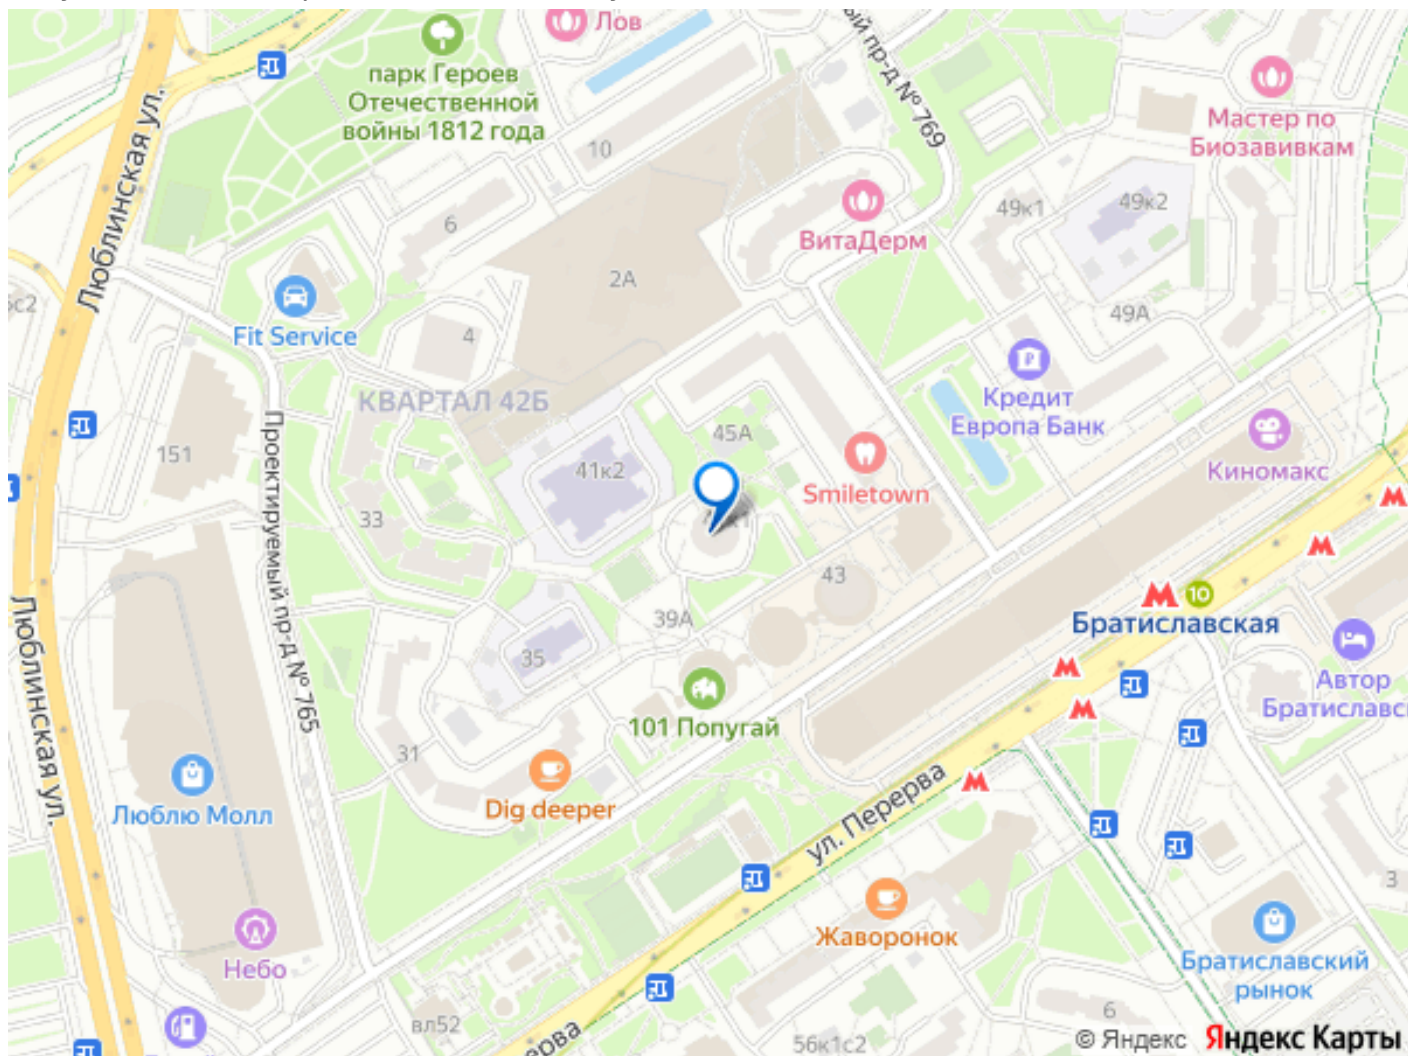 Лов
парк Героев
Отечественной
войны 1812 года
пр-д № 769
Мастер по
Биозавивкам
Люблинская ул.
10
6
49к1
49к2
ВитаДерм
2А
49А
с2
Fit Service
4
КВАРТАЛ 42Б
Кредит
Европа Банк
45А
Киномакс
151
41к2
Smiletown
Проектируемый пр-д № 765
33
43
39А
10
Братиславская
35
Автор
Братиславс
101 Попугай
31
Люблинская ул.
Люблю Молл
Dig deeper
ул. Перерва
3
Жаворонок
Небо
Братиславский
рынок
вл52
6
56к1с2
© Яндекс Яндекс Карты